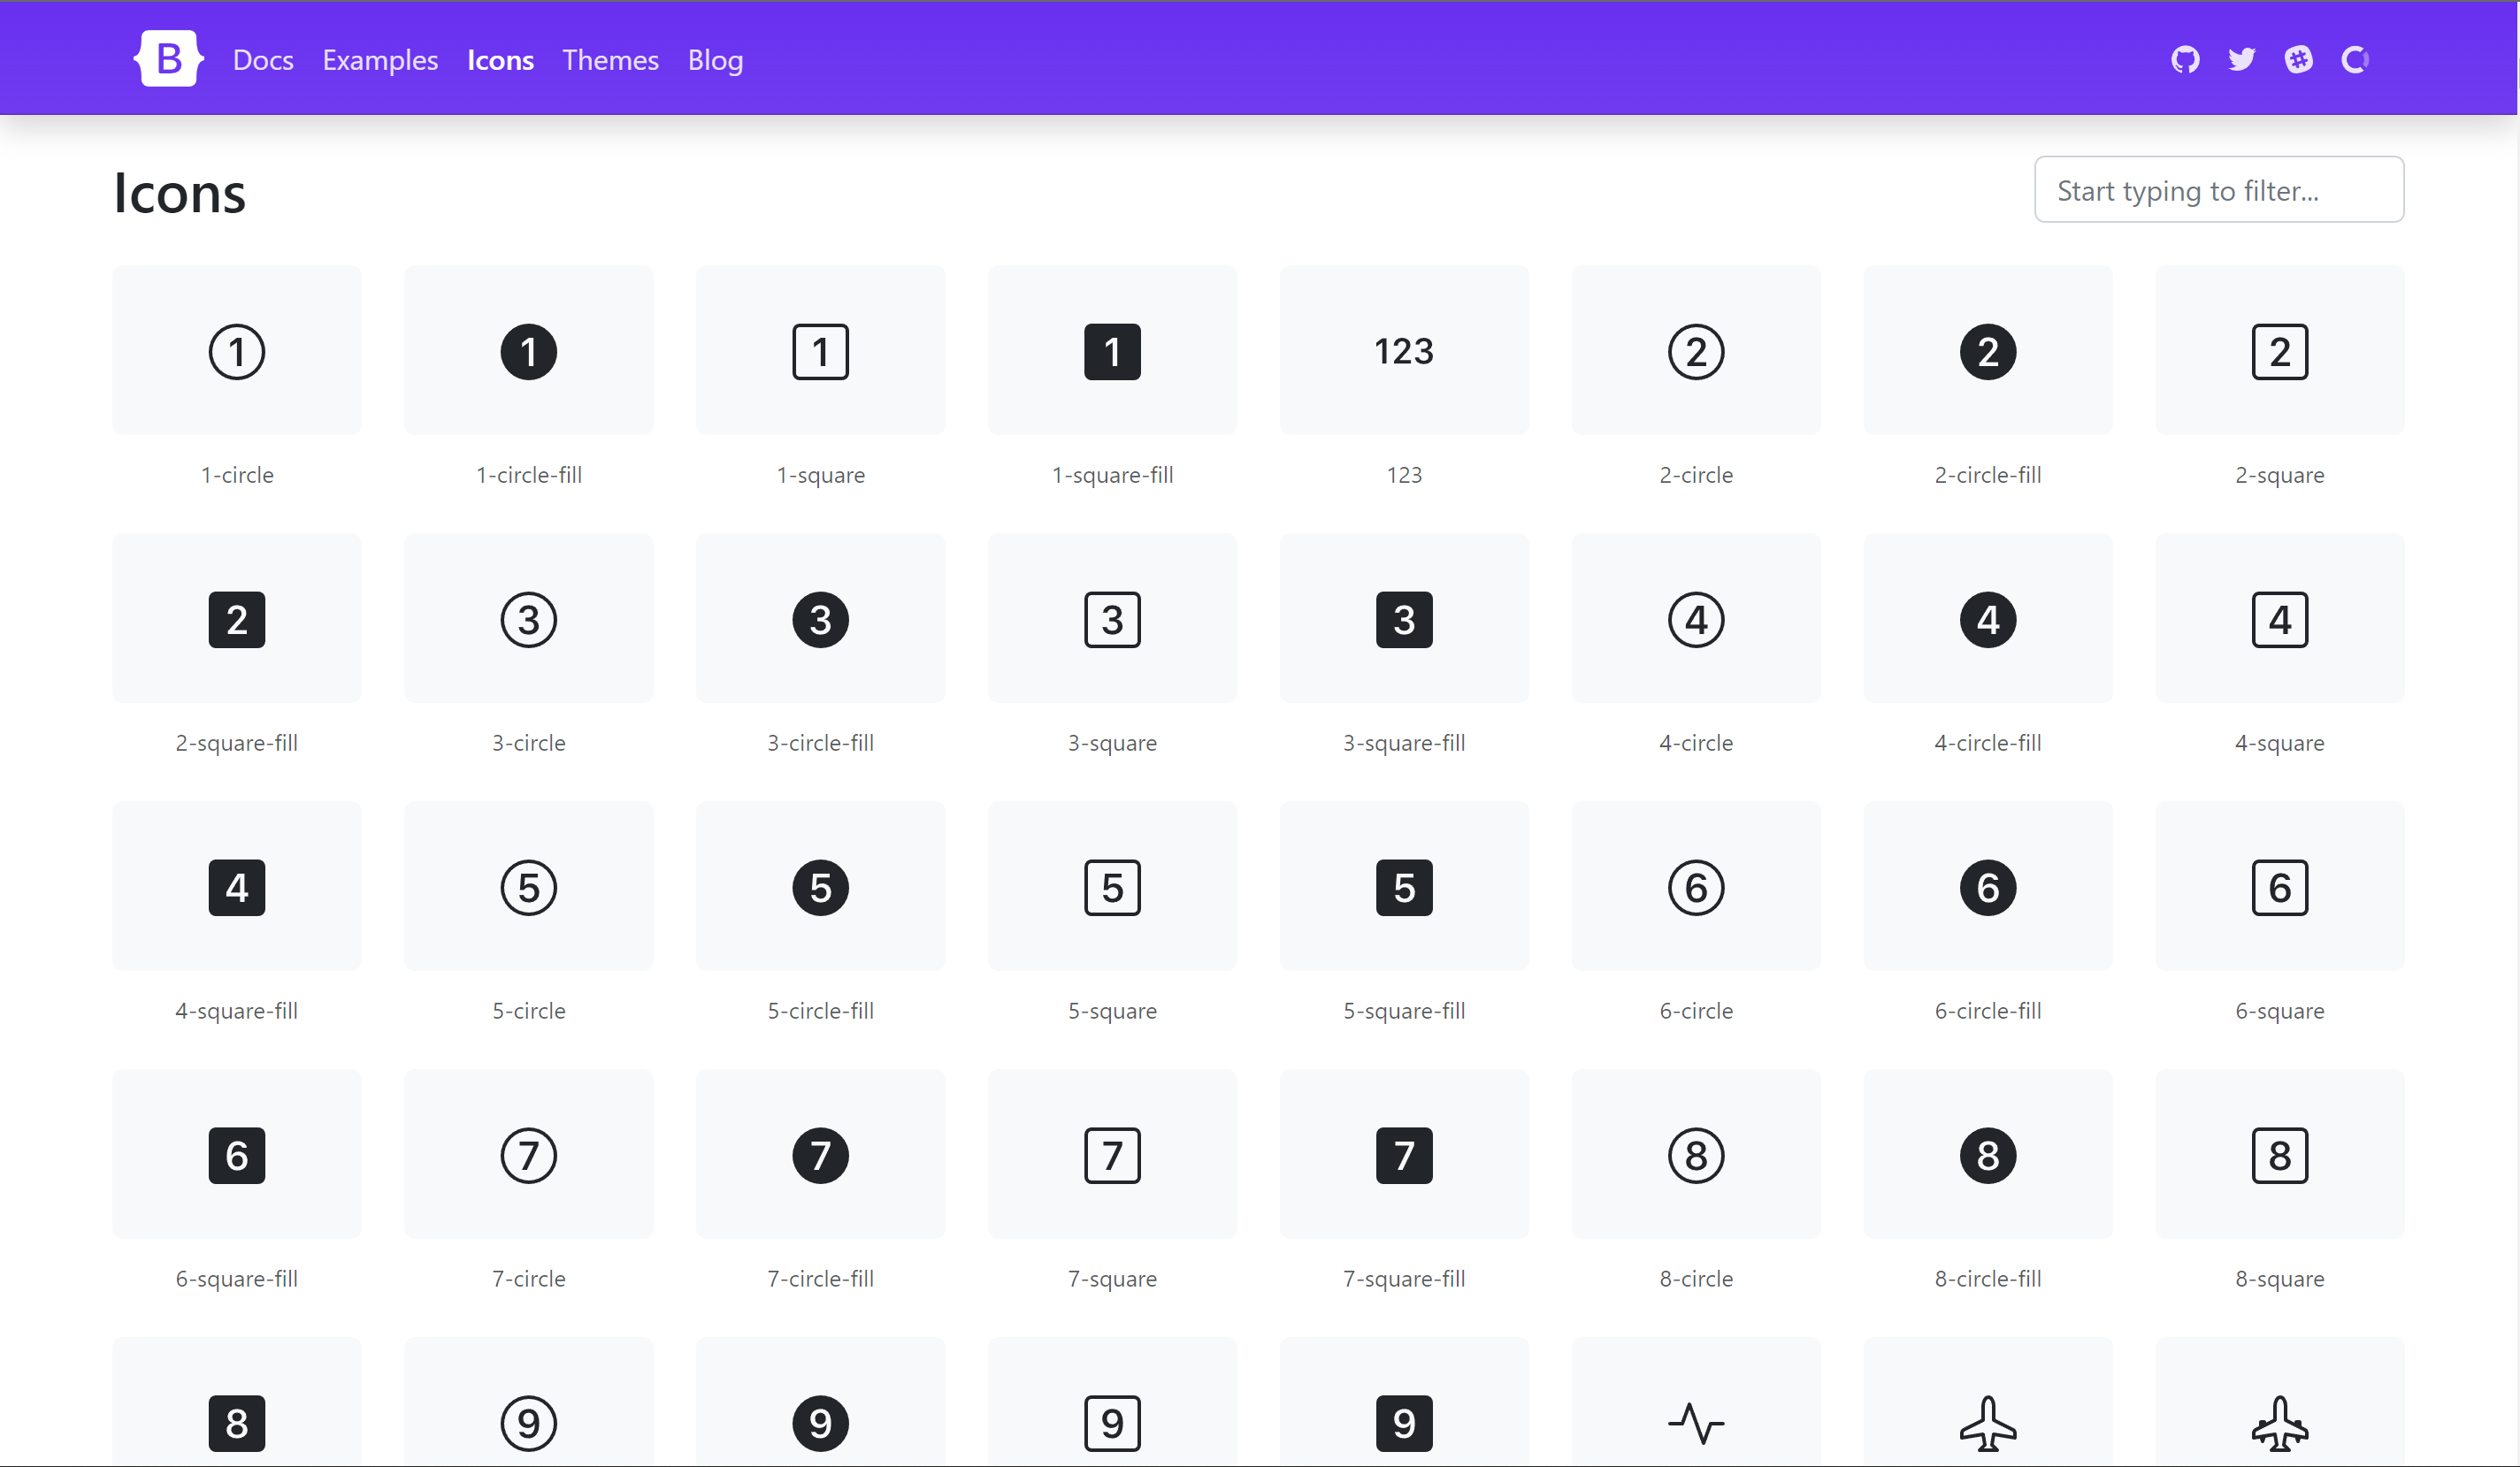 B Docs Examples Icons Themes Blog
Icons
Start typing to filter...
1 1 1 1 123 2 2 2
1-circle 1-circle-fill 1-square 1-square-fill 123 2-circle 2-circle-fill 2-square
2 3 3 3 3 4 4 4
2-square-fill 3-circle 3-circle-fill 3-square 3-square-fill 4-circle 4-circle-fill 4-square
4 5 5 5 5 6 6 6
4-square-fill 5-circle 5-circle-fill 5-square 5-square-fill 6-circle 6-circle-fill 6-square
6 7 7 7 7 8 8 8
6-square-fill 7-circle 7-circle-fill 7-square 7-square-fill 8-circle 8-circle-fill 8-square
8 9 9 9 9